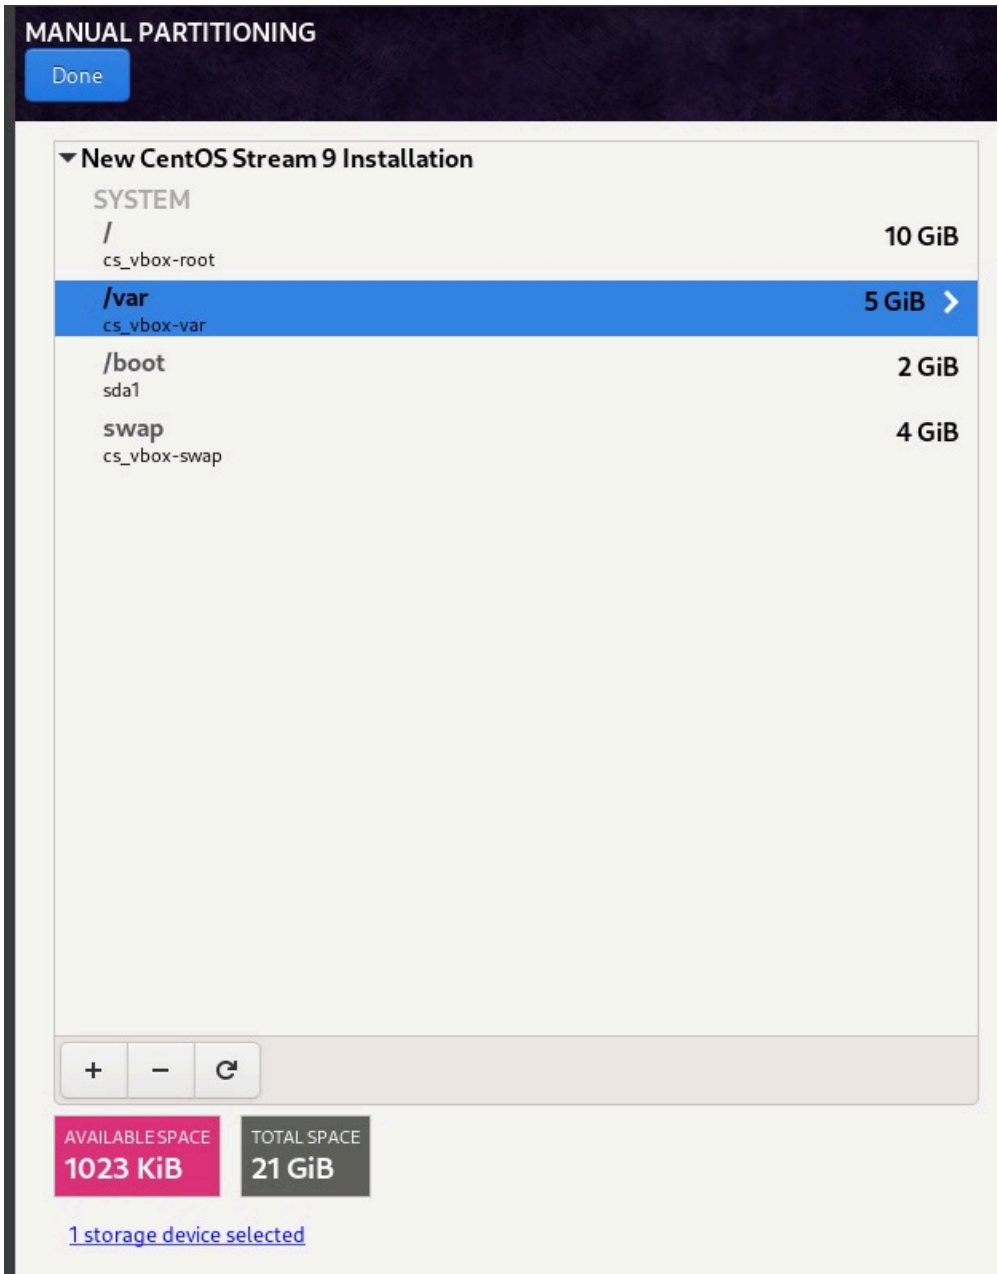 MANUAL PARTITIONING
Done
New CentOS Stream 9 Installation
SYSTEM
/ 10 GiB
cs_vbox-root
/var 5 GiB
cs_vbox-var
/boot 2 GiB
sda1
swap 4 GiB
cs_vbox-swap
AVAILABLE SPACE
1023 KiB
TOTAL SPACE
21 GiB
1 storage device selected